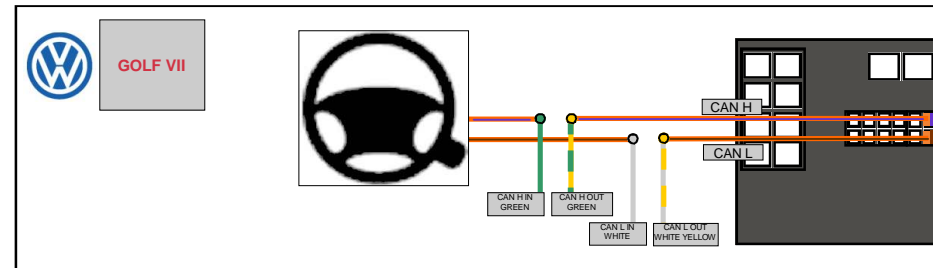 GOLF VII
CAN H
CAN L
CAN H IN
GREEN
CAN H OUT
GREEN
CAN L IN
WHITE
CAN L OUT
WHITE YELLOW